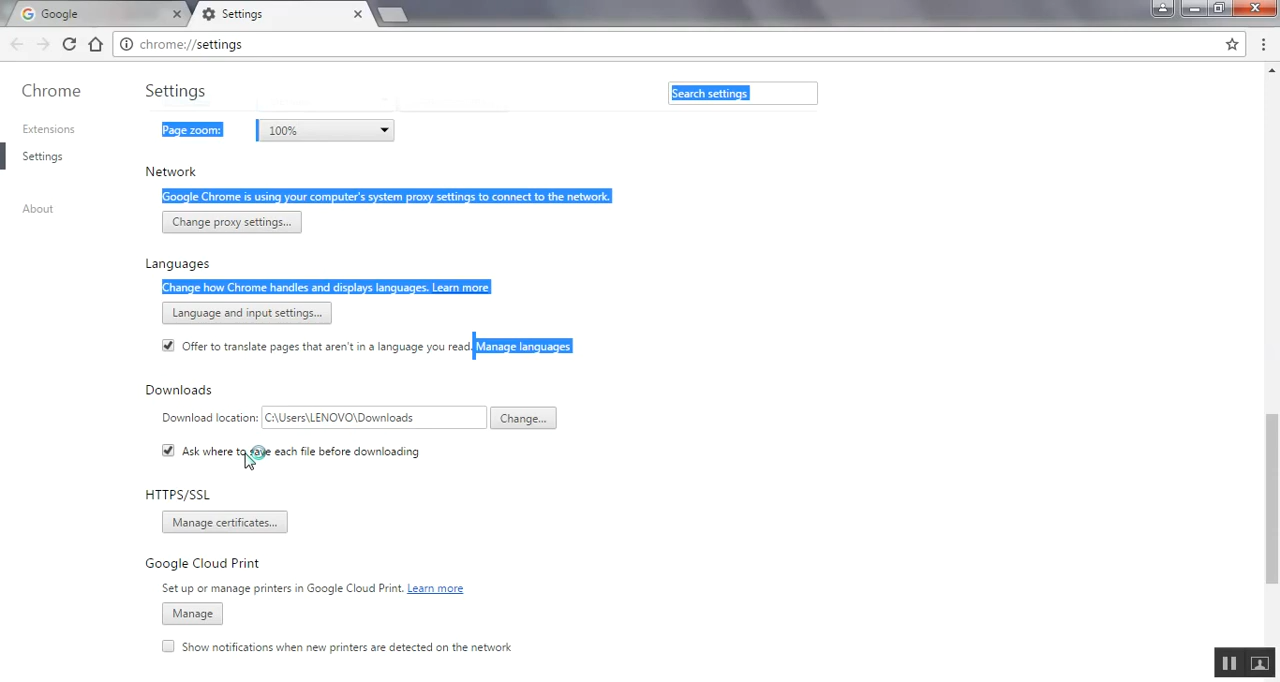 Google
Settings
chrome://settings
Chrome
Settings
Search settings
Extensions
Settings
About
Page zoom:
100%
Network
Google Chrome is using your computer's system proxy settings to connect to the network.
Change proxy settings...
Languages
Change how Chrome handles and displays languages. Learn more
Language and input settings...
Offer to translate pages that aren't in a language you read. Manage languages
Downloads
Download location: C:\Users\LENOVO\Downloads Change...
Ask where to save each file before downloading
HTTPS/SSL
Manage certificates...
Google Cloud Print
Set up or manage printers in Google Cloud Print. Learn more
Manage
Show notifications when new printers are detected on the network